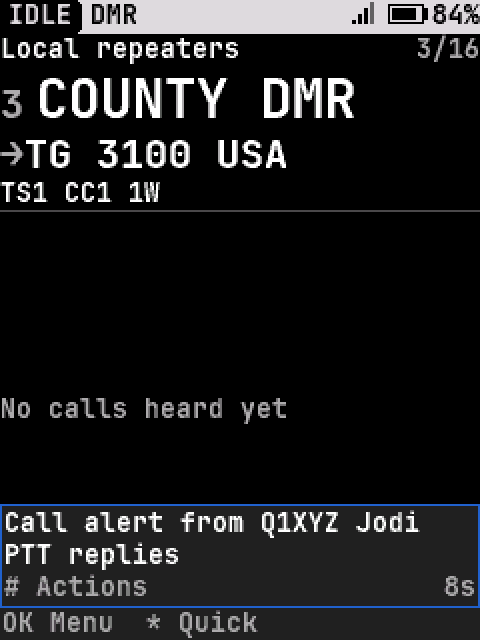 IDLE DMR 84%
Local repeaters 3/16
3 COUNTY DMR
→TG 3100 USA
TS1 CC1 1W
No calls heard yet
Call alert from Q1XYZ Jodi
PTT replies
# Actions 8s
OK Menu * Quick